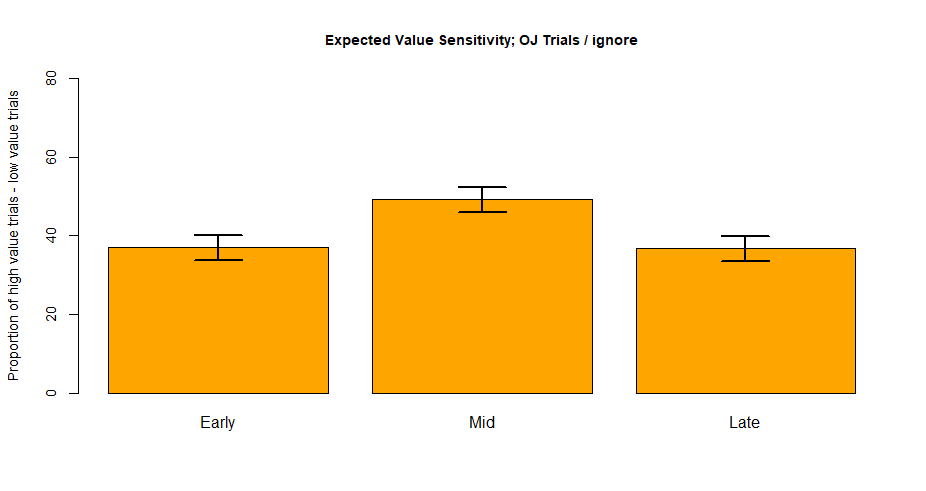 Expected Value Sensitivity; OJ Trials / ignore
Proportion of high value trials - low value trials
80
60
40
20
0
Early Mid Late